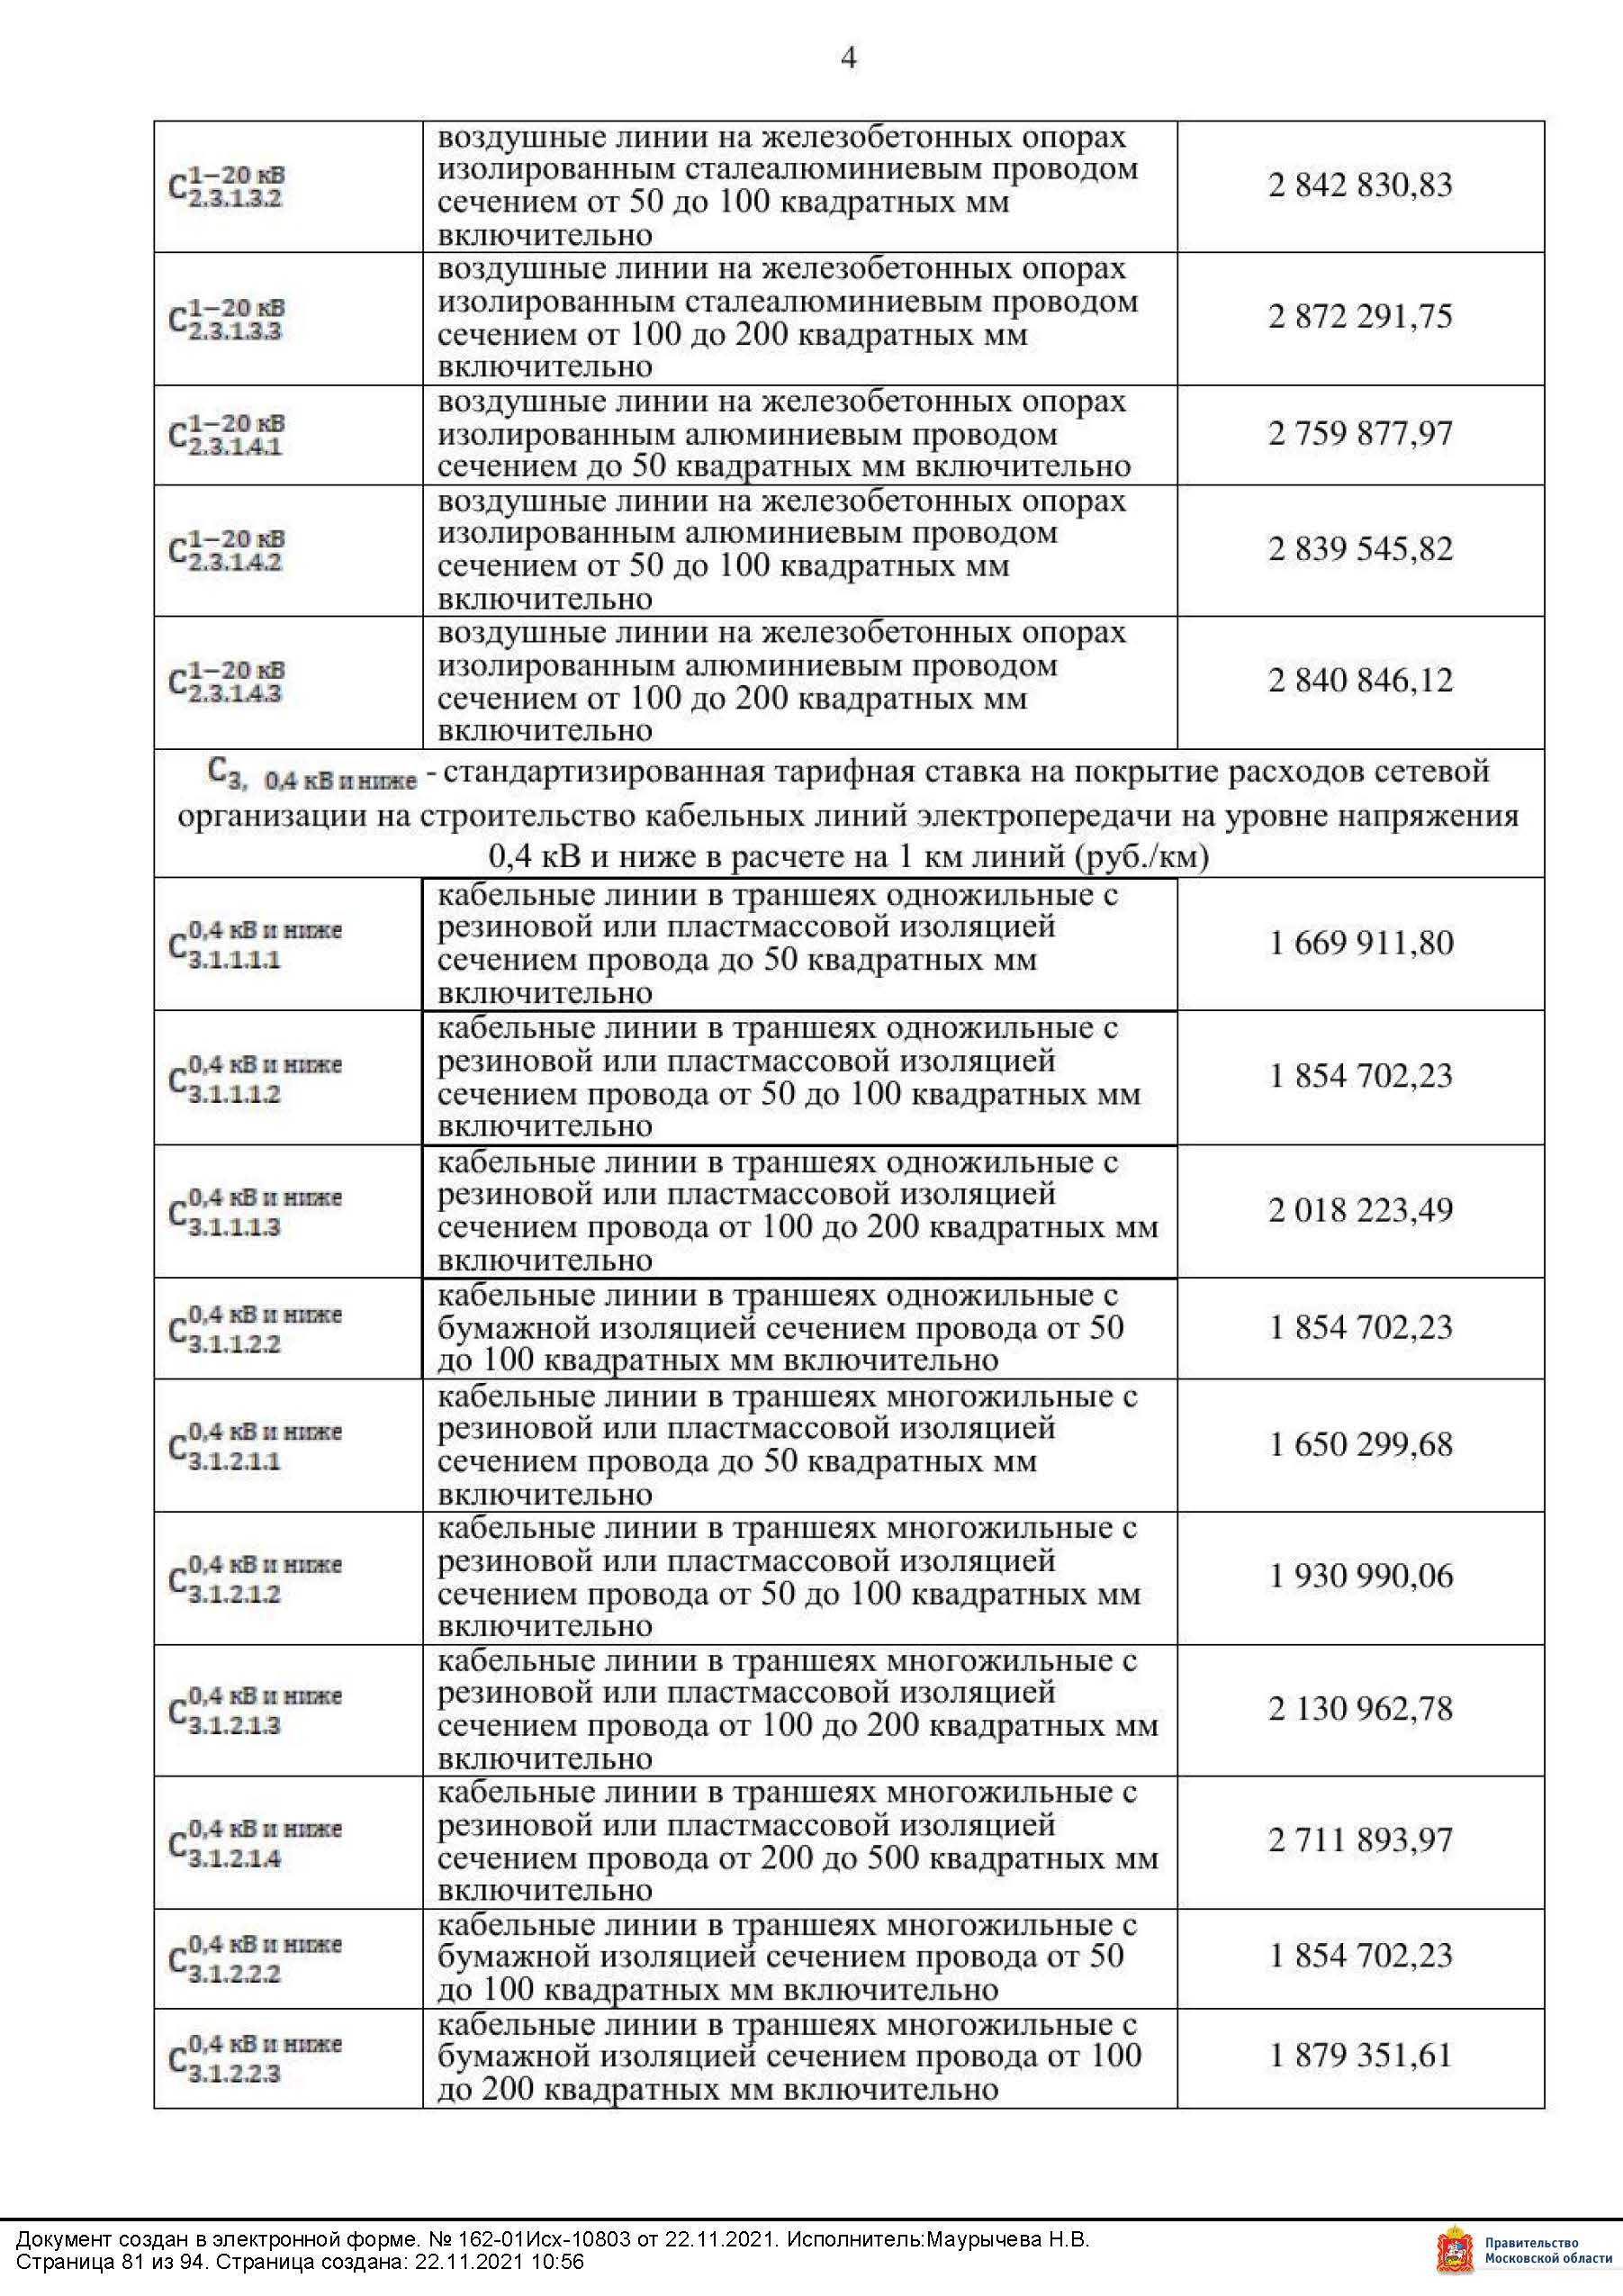 4
C 1–20 кВ 2.3.1.3.2
воздушные линии на железобетонных опорах
изолированным сталеалюминиевым проводом
сечением от 50 до 100 квадратных мм
включительно
2 842 830,83
C 1–20 кВ 2.3.1.3.3
воздушные линии на железобетонных опорах
изолированным сталеалюминиевым проводом
сечением от 100 до 200 квадратных мм
включительно
2 872 291,75
C 1–20 кВ 2.3.1.4.1
воздушные линии на железобетонных опорах
изолированным алюминиевым проводом
сечением до 50 квадратных мм включительно
2 759 877,97
C 1–20 кВ 2.3.1.4.2
воздушные линии на железобетонных опорах
изолированным алюминиевым проводом
сечением от 50 до 100 квадратных мм
включительно
2 839 545,82
C 1–20 кВ 2.3.1.4.3
воздушные линии на железобетонных опорах
изолированным алюминиевым проводом
сечением от 100 до 200 квадратных мм
включительно
2 840 846,12
C3, 0,4 кВ и ниже - стандартизированная тарифная ставка на покрытие расходов сетевой
организации на строительство кабельных линий электропередачи на уровне напряжения
0,4 кВ и ниже в расчете на 1 км линий (руб./км)
C 0,4 кВ и ниже 3.1.1.1.1
кабельные линии в траншеях одножильные с
резиновой или пластмассовой изоляцией
сечением провода до 50 квадратных мм
включительно
1 669 911,80
C 0,4 кВ и ниже 3.1.1.1.2
кабельные линии в траншеях одножильные с
резиновой или пластмассовой изоляцией
сечением провода от 50 до 100 квадратных мм
включительно
1 854 702,23
C 0,4 кВ и ниже 3.1.1.1.3
кабельные линии в траншеях одножильные с
резиновой или пластмассовой изоляцией
сечением провода от 100 до 200 квадратных мм
включительно
2 018 223,49
C 0,4 кВ и ниже 3.1.1.2.2
кабельные линии в траншеях одножильные с
бумажной изоляцией сечением провода от 50
до 100 квадратных мм включительно
1 854 702,23
C 0,4 кВ и ниже 3.1.2.1.1
кабельные линии в траншеях многожильные с
резиновой или пластмассовой изоляцией
сечением провода до 50 квадратных мм
включительно
1 650 299,68
C 0,4 кВ и ниже 3.1.2.1.2
кабельные линии в траншеях многожильные с
резиновой или пластмассовой изоляцией
сечением провода от 50 до 100 квадратных мм
включительно
1 930 990,06
C 0,4 кВ и ниже 3.1.2.1.3
кабельные линии в траншеях многожильные с
резиновой или пластмассовой изоляцией
сечением провода от 100 до 200 квадратных мм
включительно
2 130 962,78
C 0,4 кВ и ниже 3.1.2.1.4
кабельные линии в траншеях многожильные с
резиновой или пластмассовой изоляцией
сечением провода от 200 до 500 квадратных мм
включительно
2 711 893,97
C 0,4 кВ и ниже 3.1.2.2.2
кабельные линии в траншеях многожильные с
бумажной изоляцией сечением провода от 50
до 100 квадратных мм включительно
1 854 702,23
C 0,4 кВ и ниже 3.1.2.2.3
кабельные линии в траншеях многожильные с
бумажной изоляцией сечением провода от 100
до 200 квадратных мм включительно
1 879 351,61
Документ создан в электронной форме. № 162-01Исх-10803 от 22.11.2021. Исполнитель:Маурычева Н.В.
Страница 81 из 94. Страница создана: 22.11.2021 10:56
Правительство
Московской области